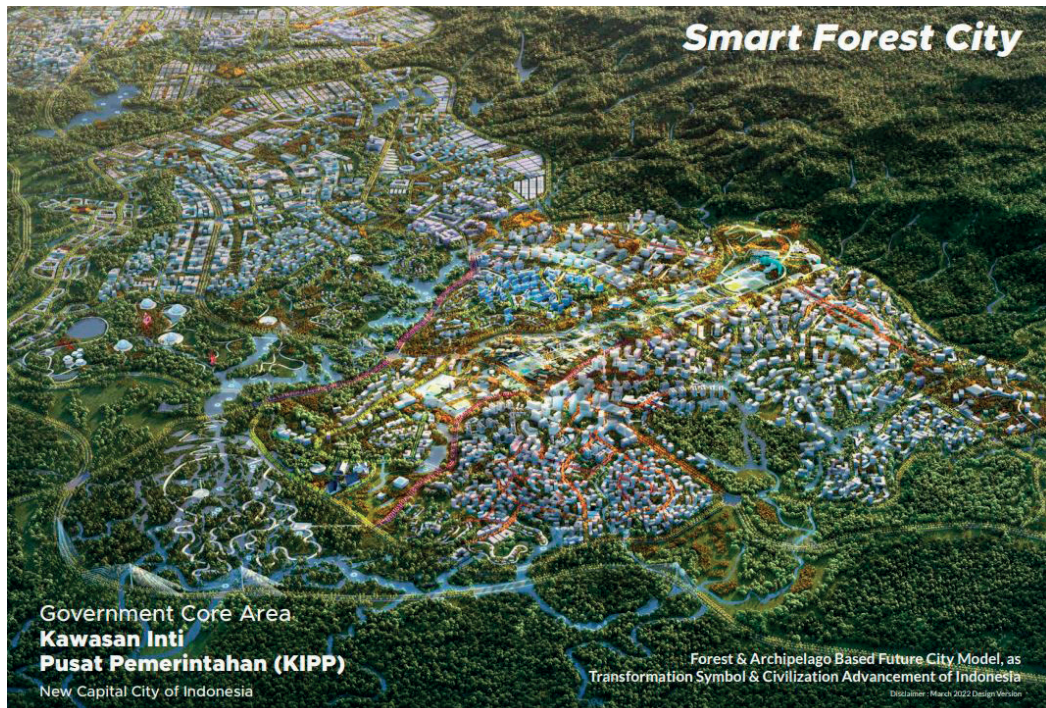 Smart Forest City
Government Core Area
Kawasan Inti
Pusat Pemerintahan (KIPP)
New Capital City of Indonesia
Forest & Archipelago Based Future City Model, as
Transformation Symbol & Civilization Advancement of Indonesia
Disclaimer : March 2022 Design Version